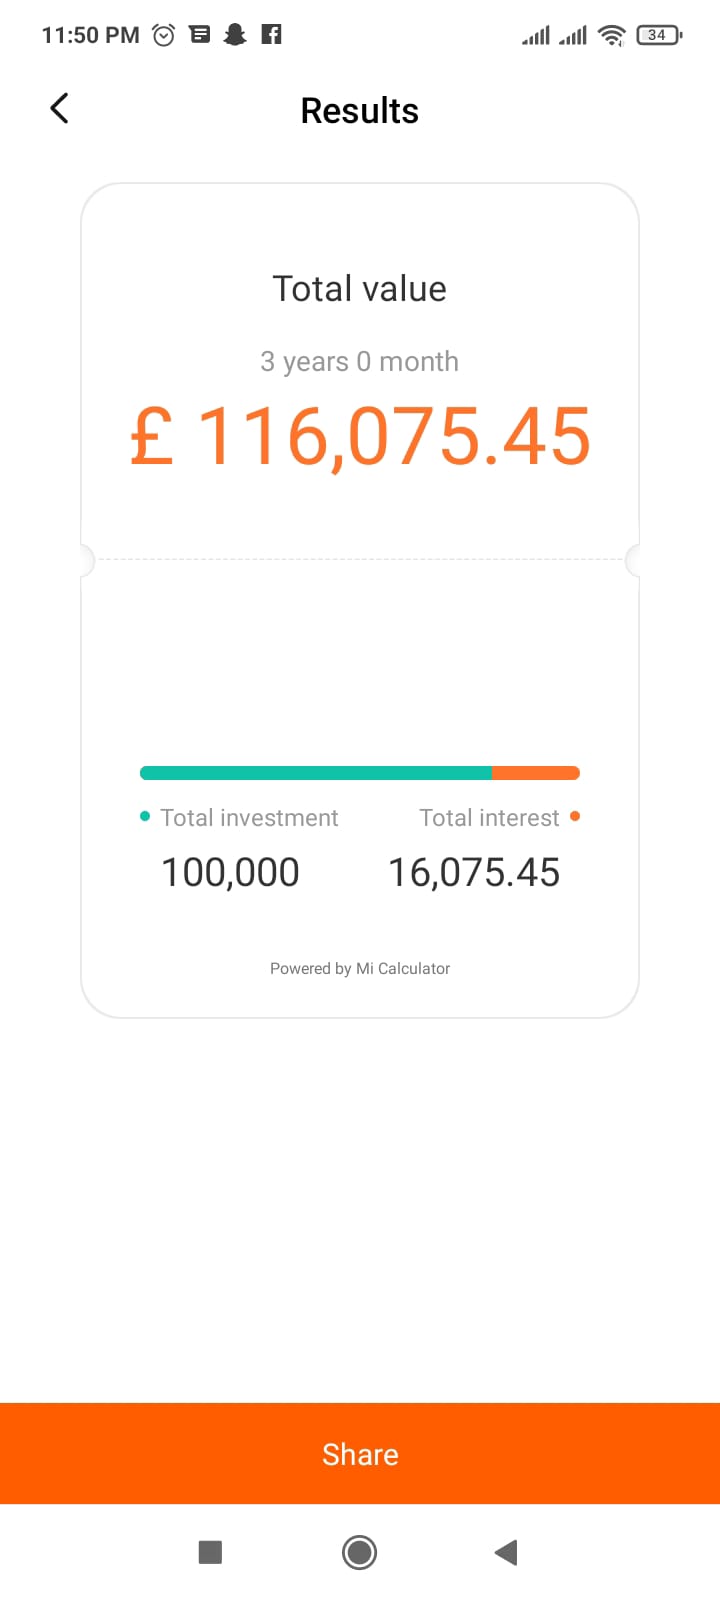 11:50 PM 34
Results
Total value
3 years 0 month
£ 116,075.45
Total investment Total interest
100,000 16,075.45
Powered by Mi Calculator
Share